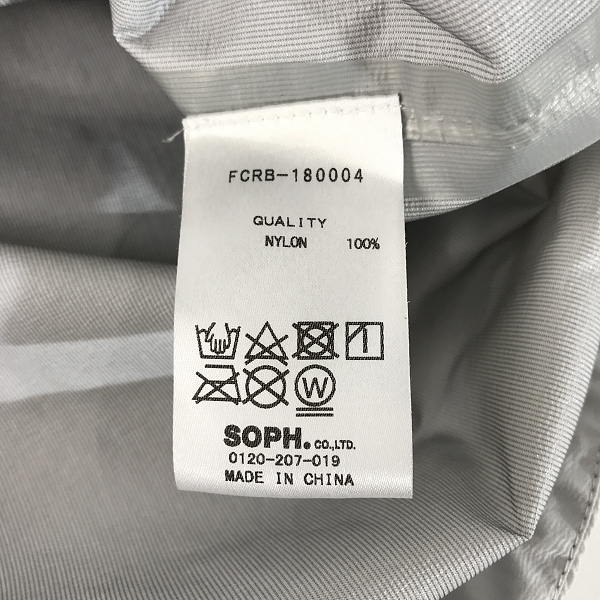 FCRB-180004
QUALITY
NYLON 100%
W
SOPH. CO.,LTD.
0120-207-019
MADE IN CHINA